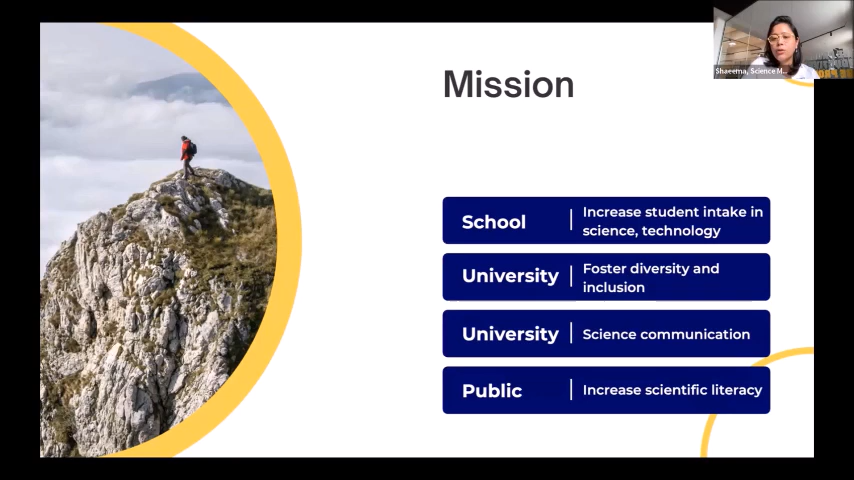 Mission
School
Increase student intake in
science, technology
University
Foster diversity and
inclusion
University
Science communication
Public
Increase scientific literacy
Shaeema, Science M...